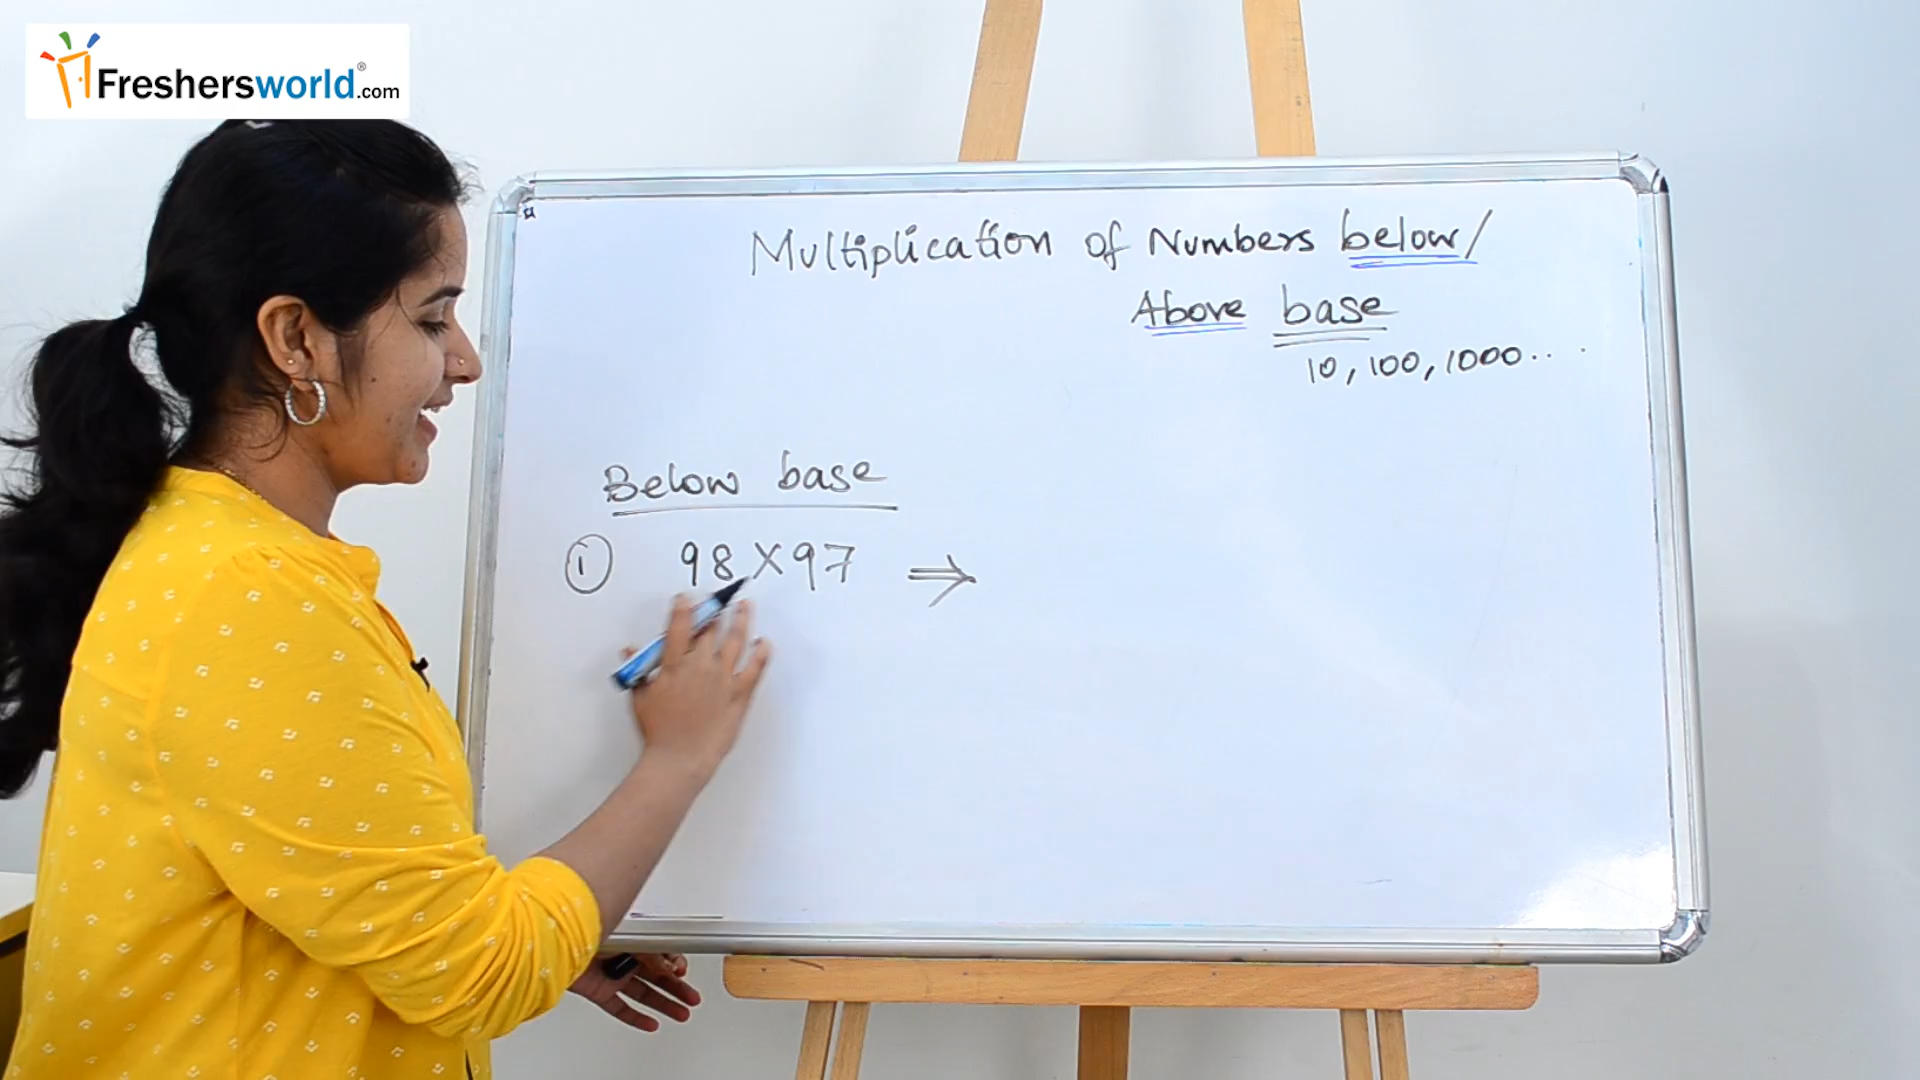 Freshersworld.com®
Multiplication of Numbers below/
Above base
10, 100, 1000...
Below base
① 98 × 97 ⇒